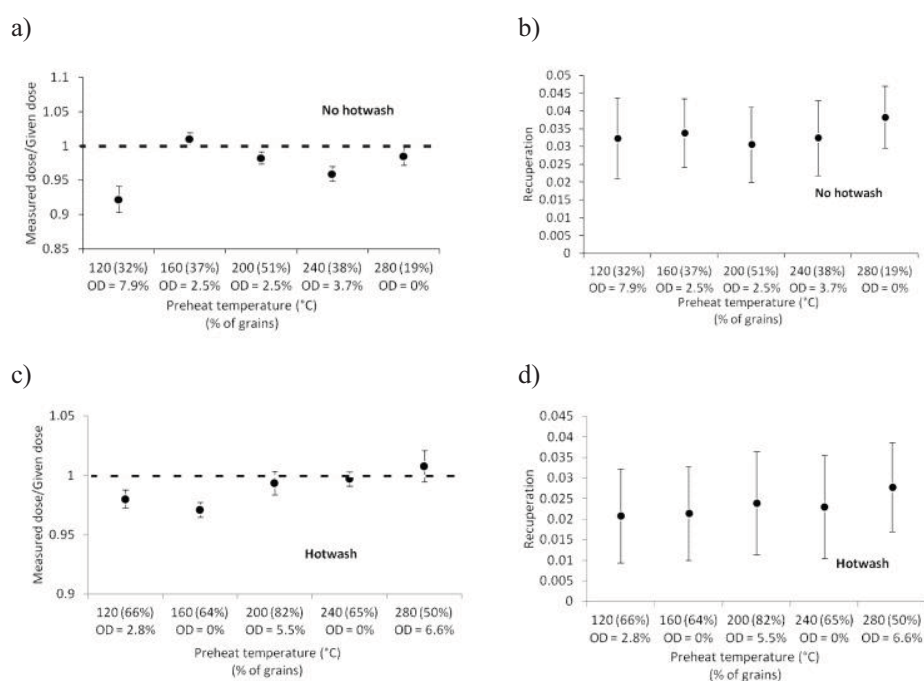 a)
1.1
1.05
1
0.95
0.9
0.85
Measured dose/Given dose
No hotwash
120 (32%) 160 (37%) 200 (51%) 240 (38%) 280 (19%)
OD = 7.9% OD = 2.5% OD = 2.5% OD = 3.7% OD = 0%
Preheat temperature (°C)
(% of grains)
b)
0.05
0.045
0.04
0.035
0.03
0.025
0.02
0.015
0.01
0.005
0
Recuperation
No hotwash
120 (32%) 160 (37%) 200 (51%) 240 (38%) 280 (19%)
OD = 7.9% OD = 2.5% OD = 2.5% OD = 3.7% OD = 0%
Preheat temperature (°C)
(% of grains)
c)
1.05
1
0.95
0.9
Measured dose/Given dose
Hotwash
120 (66%) 160 (64%) 200 (82%) 240 (65%) 280 (50%)
OD = 2.8% OD = 0% OD = 5.5% OD = 0% OD = 6.6%
Preheat temperature (°C)
(% of grains)
d)
0.045
0.04
0.035
0.03
0.025
0.02
0.015
0.01
0.005
0
Recuperation
Hotwash
120 (66%) 160 (64%) 200 (82%) 240 (65%) 280 (50%)
OD = 2.8% OD = 0% OD = 5.5% OD = 0% OD = 6.6%
Preheat temperature (°C)
(% of grains)